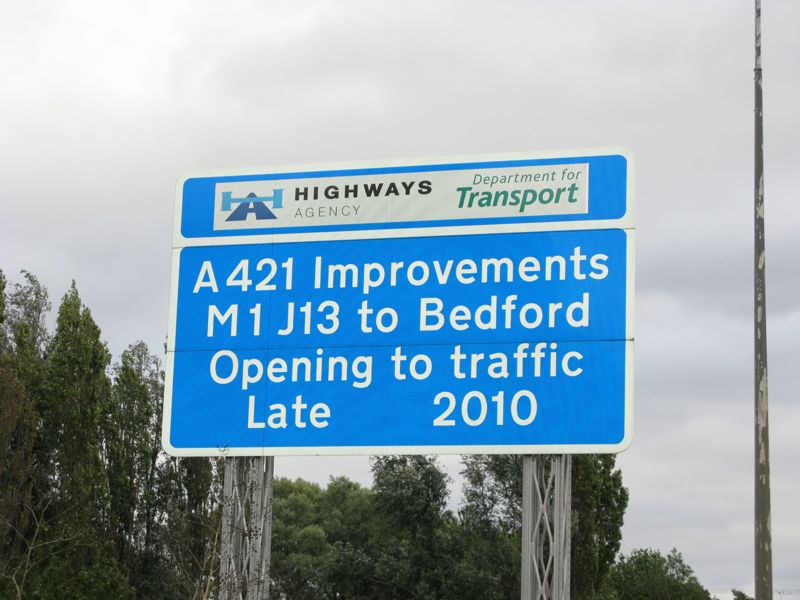 HIGHWAYS
AGENCY
Department for
Transport
A421 Improvements
M1 J13 to Bedford
Opening to traffic
Late 2010